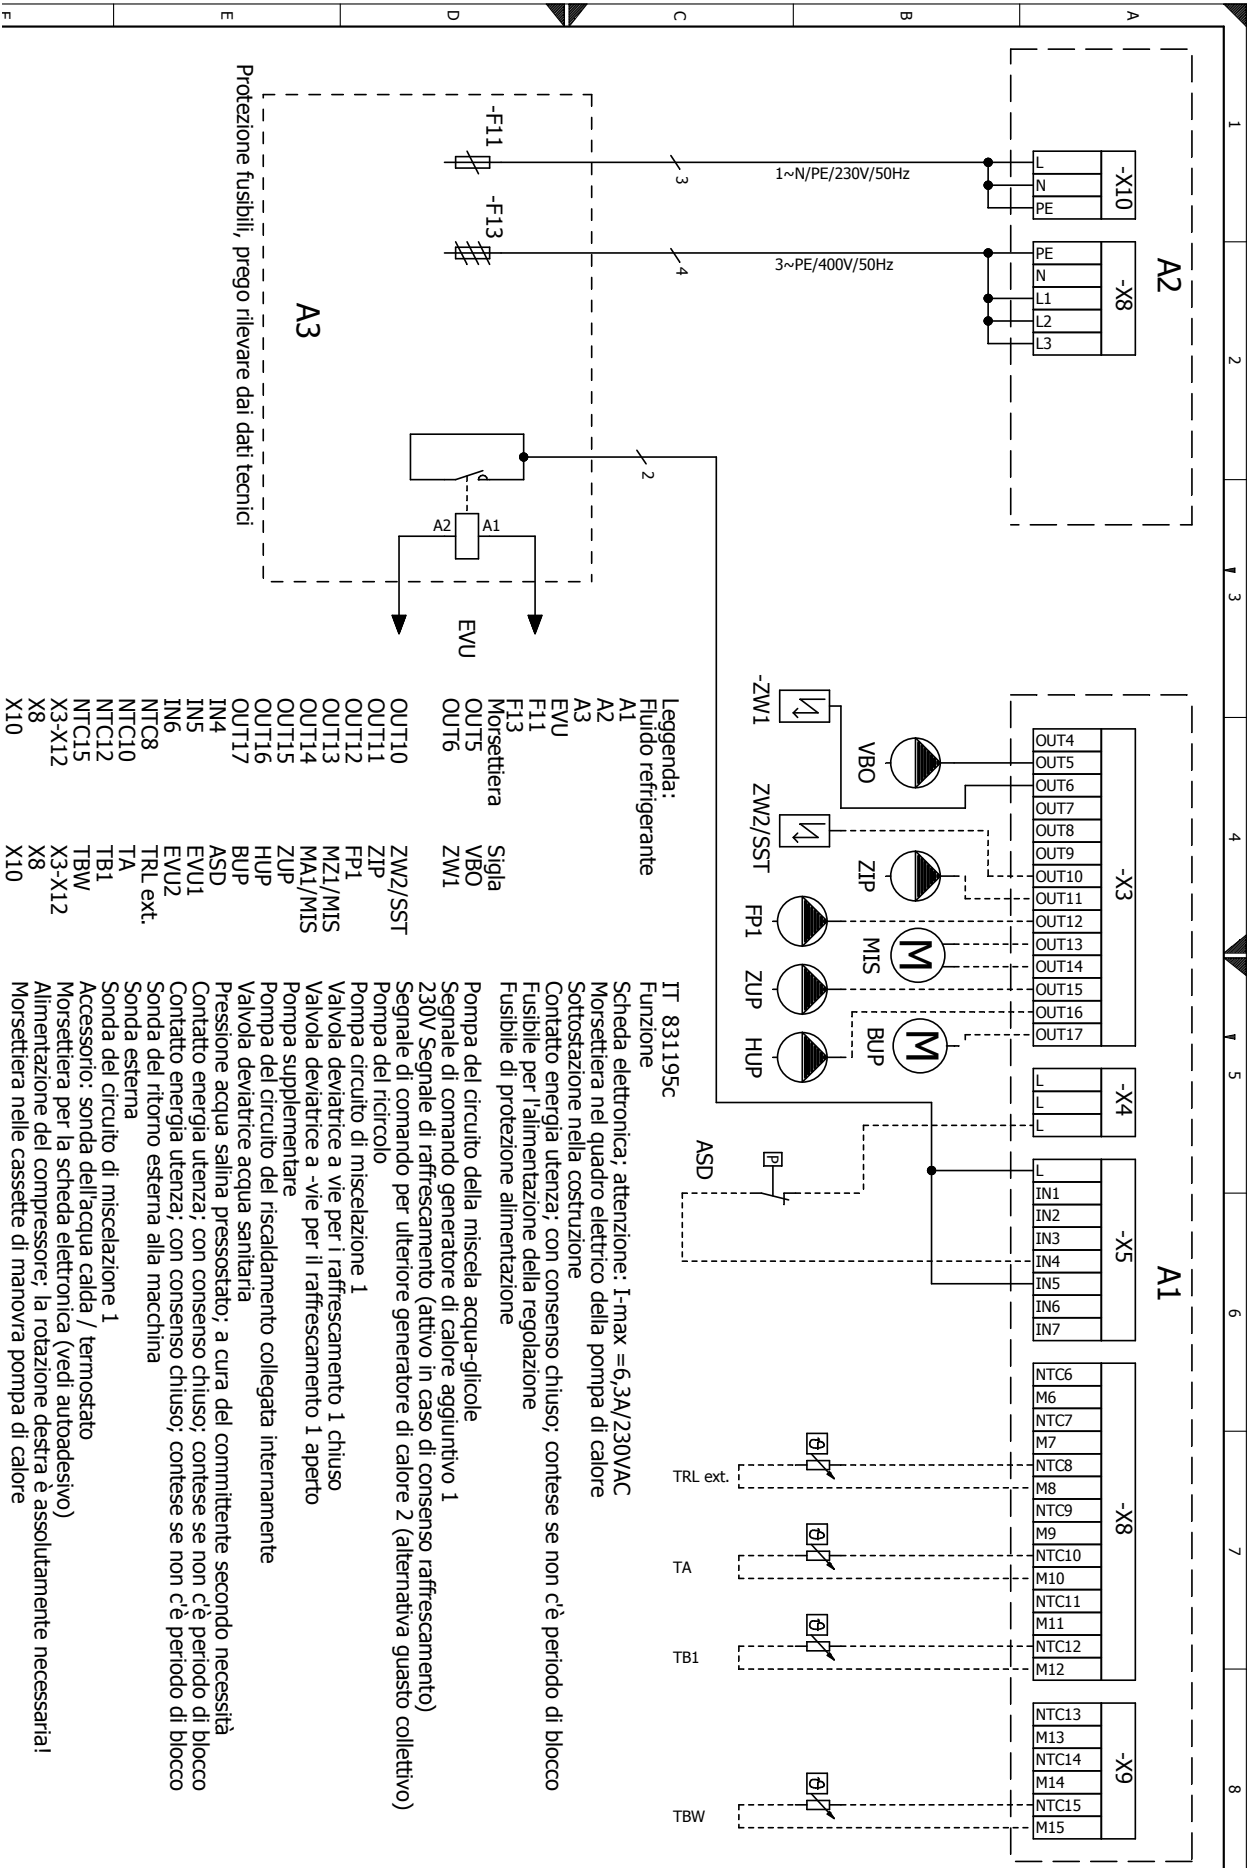 1
2
3
4
5
6
7
8
A
B
C
D
E
F
A2
-X10
L
N
PE
-X8
PE
N
L1
L2
L3
1~N/PE/230V/50Hz
3
3~PE/400V/50Hz
4
2
-F11
-F13
A3
A2
A1
EVU
Protezione fusibili, prego rilevare dai dati tecnici
A1
-X3
OUT4
OUT5
OUT6
OUT7
OUT8
OUT9
OUT10
OUT11
OUT12
OUT13
OUT14
OUT15
OUT16
OUT17
-X4
L
L
L
-X5
L
IN1
IN2
IN3
IN4
IN5
IN6
IN7
-X8
NTC6
M6
NTC7
M7
NTC8
M8
NTC9
M9
NTC10
M10
NTC11
M11
NTC12
M12
-X9
NTC13
M13
NTC14
M14
NTC15
M15
-ZW1
VBO
ZW2/SST
ZIP
FP1
M
MIS
ZUP
HUP
M
BUP
P
ASD
TRL ext.
TA
TB1
TBW
Leggenda: IT 831195c
Fluido refrigerante Funzione
A1 Scheda elettronica; attenzione: I-max =6,3A/230VAC
A2 Morsettiera nel quadro elettrico della pompa di calore
A3 Sottostazione nella costruzione
EVU Contatto energia utenza; con consenso chiuso; contese se non c'è periodo di blocco
F11 Fusibile per l'alimentazione della regolazione
F13 Fusibile di protezione alimentazione
Morsettiera Sigla
OUT5 VBO Pompa del circuito della miscela acqua-glicole
OUT6 ZW1 Segnale di comando generatore di calore aggiuntivo 1
230V Segnale di raffrescamento (attivo in caso di consenso raffrescamento)
OUT10 ZW2/SST Segnale di comando per ulteriore generatore di calore 2 (alternativa guasto collettivo)
OUT11 ZIP Pompa del ricircolo
OUT12 FP1 Pompa circuito di miscelazione 1
OUT13 MZ1/MIS Valvola deviatrice a vie per i raffrescamento 1 chiuso
OUT14 MA1/MIS Valvola deviatrice a -vie per il raffrescamento 1 aperto
OUT15 ZUP Pompa supplementare
OUT16 HUP Pompa del circuito del riscaldamento collegata internamente
OUT17 BUP Valvola deviatrice acqua sanitaria
IN4 ASD Pressione acqua salina pressostato; a cura del committente secondo necessità
IN5 EVU1 Contatto energia utenza; con consenso chiuso; contese se non c'è periodo di blocco
IN6 EVU2 Contatto energia utenza; con consenso chiuso; contese se non c'è periodo di blocco
NTC8 TRL ext. Sonda del ritorno esterna alla macchina
NTC10 TA Sonda esterna
NTC12 TB1 Sonda del circuito di miscelazione 1
NTC15 TBW Accessorio: sonda dell'acqua calda / termostato
X3-X12 X3-X12 Morsettiera per la scheda elettronica (vedi autoadesivo)
X8 X8 Alimentazione del compressore; la rotazione destra è assolutamente necessaria!
X10 X10 Morsettiera nelle cassette di manovra pompa di calore